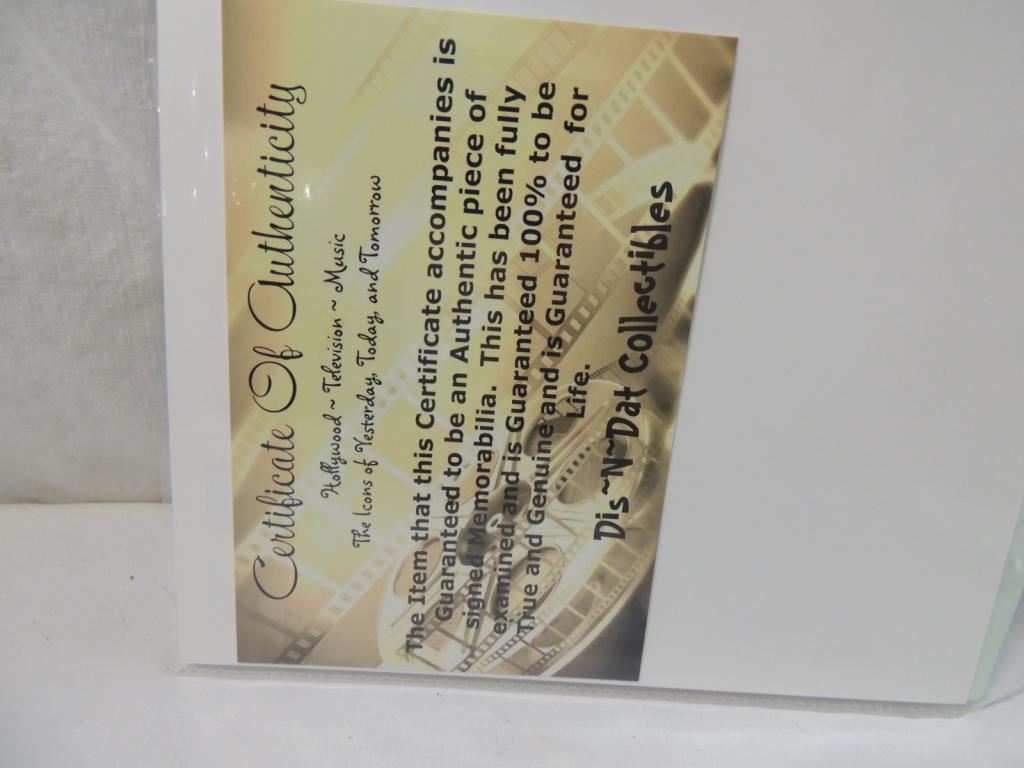 Certificate Of Authenticity
Hollywood ~ Television ~ Music
The Icons of Yesterday, Today, and Tomorrow
The Item that this Certificate accompanies is
Guaranteed to be an Authentic piece of
signed Memorabilia. This has been fully
examined and is Guaranteed 100% to be
True and Genuine and is Guaranteed for
Life.
Dis~N~Dat Collectibles